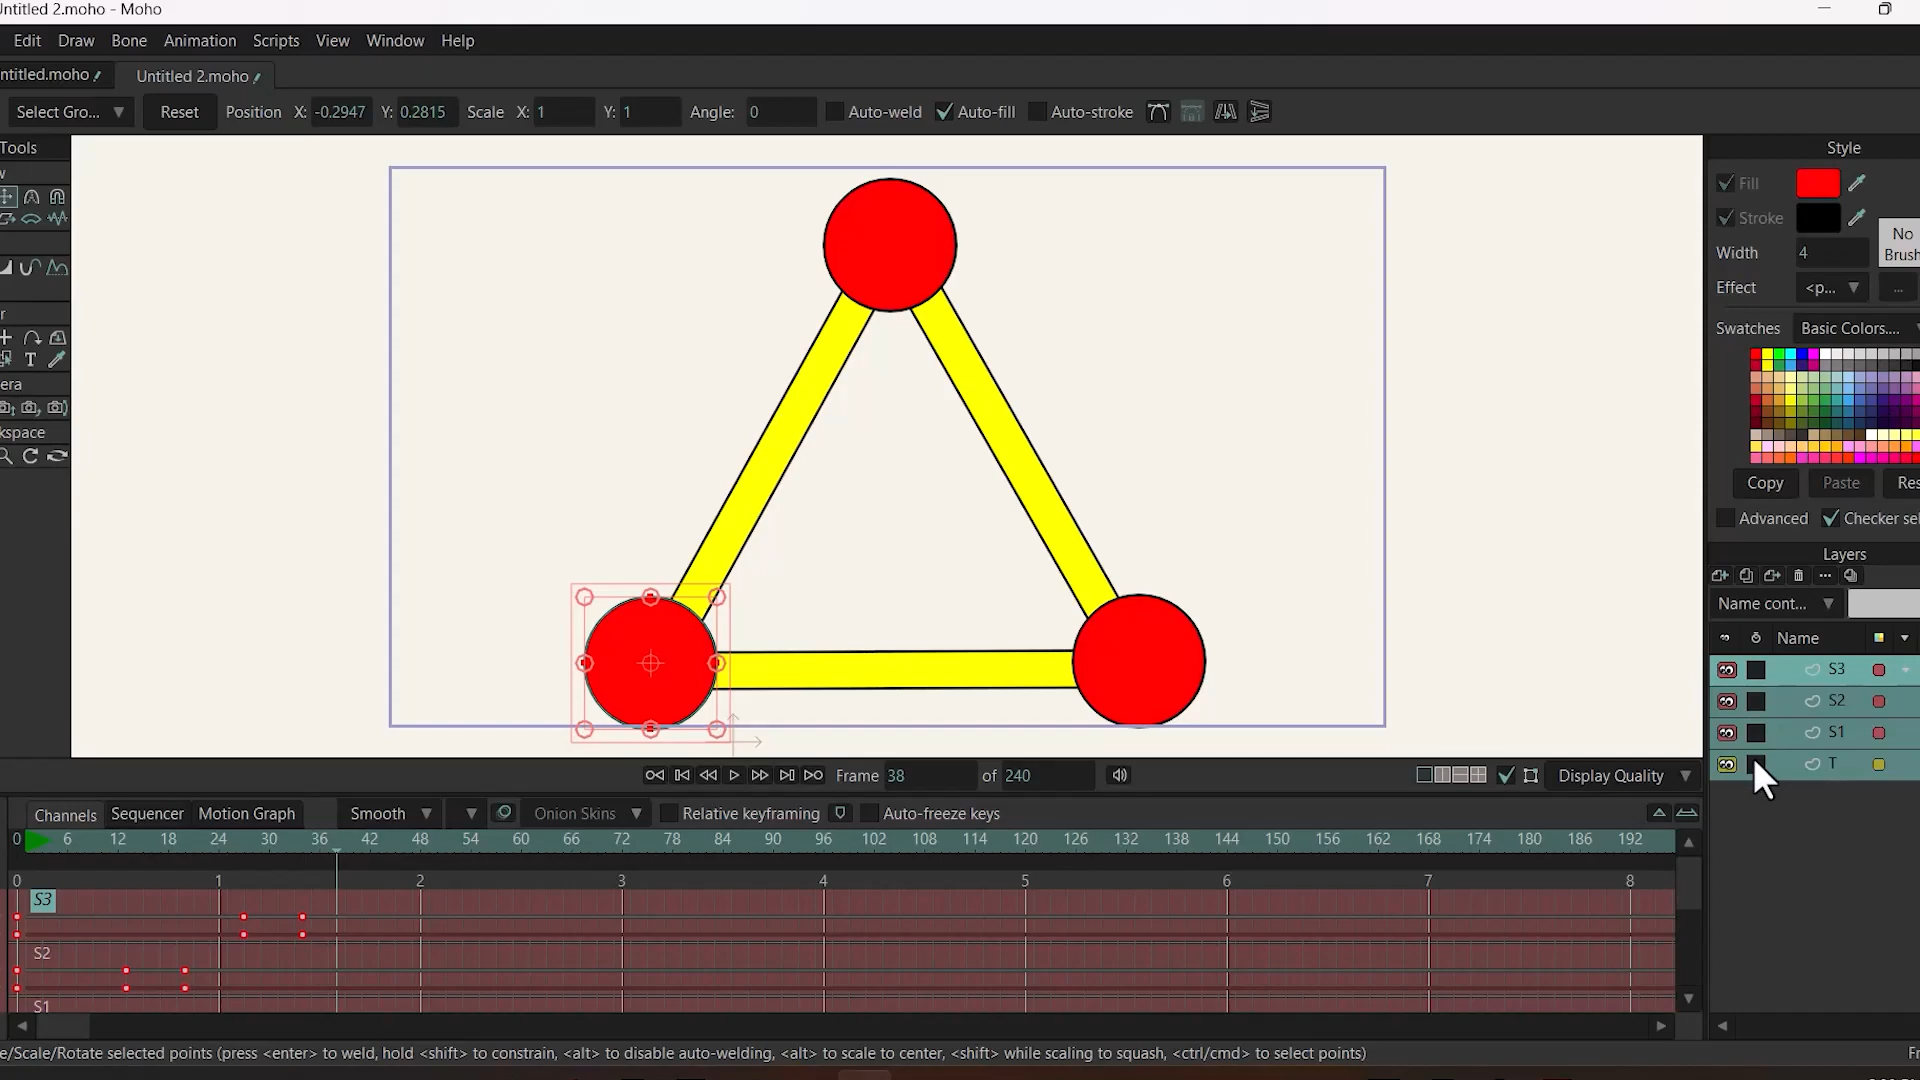 Untitled 2.moho - Moho
Edit Draw Bone Animation Scripts View Window Help
ntitled.moho Untitled 2.moho
Select Gro... Reset Position X: -0.2947 Y: 0.2815 Scale X: 1 Y: 1 Angle: 0 Auto-weld Auto-fill Auto-stroke
Tools
Style
Fill
Stroke
No
Brush
Width 4
Effect <p... ...
Swatches Basic Colors....
T
era
kspace
Copy Paste Res
Advanced Checker sel
Layers
Name cont...
Name
S3
S2
S1
T
Frame 38 of 240 Display Quality
Channels Sequencer Motion Graph Smooth Onion Skins Relative keyframing Auto-freeze keys
0 6 12 18 24 30 36 42 48 54 60 66 72 78 84 90 96 102 108 114 120 126 132 138 144 150 156 162 168 174 180 186 192
0 1 2 3 4 5 6 7 8
S3
S2
S1
e/Scale/Rotate selected points (press <enter> to weld, hold <shift> to constrain, <alt> to disable auto-welding, <alt> to scale to center, <shift> while scaling to squash, <ctrl/cmd> to select points) Fr